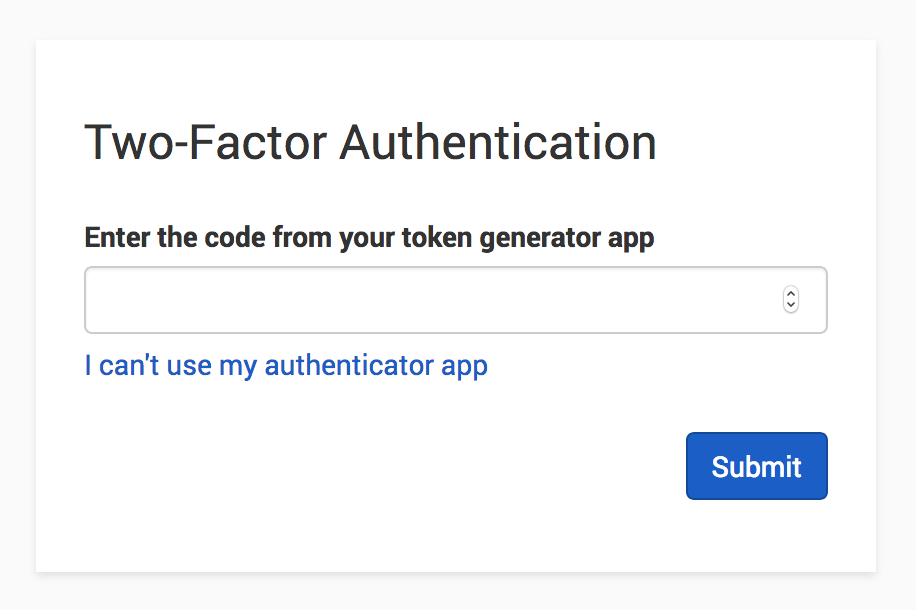 Two-Factor Authentication
Enter the code from your token generator app
I can't use my authenticator app
Submit